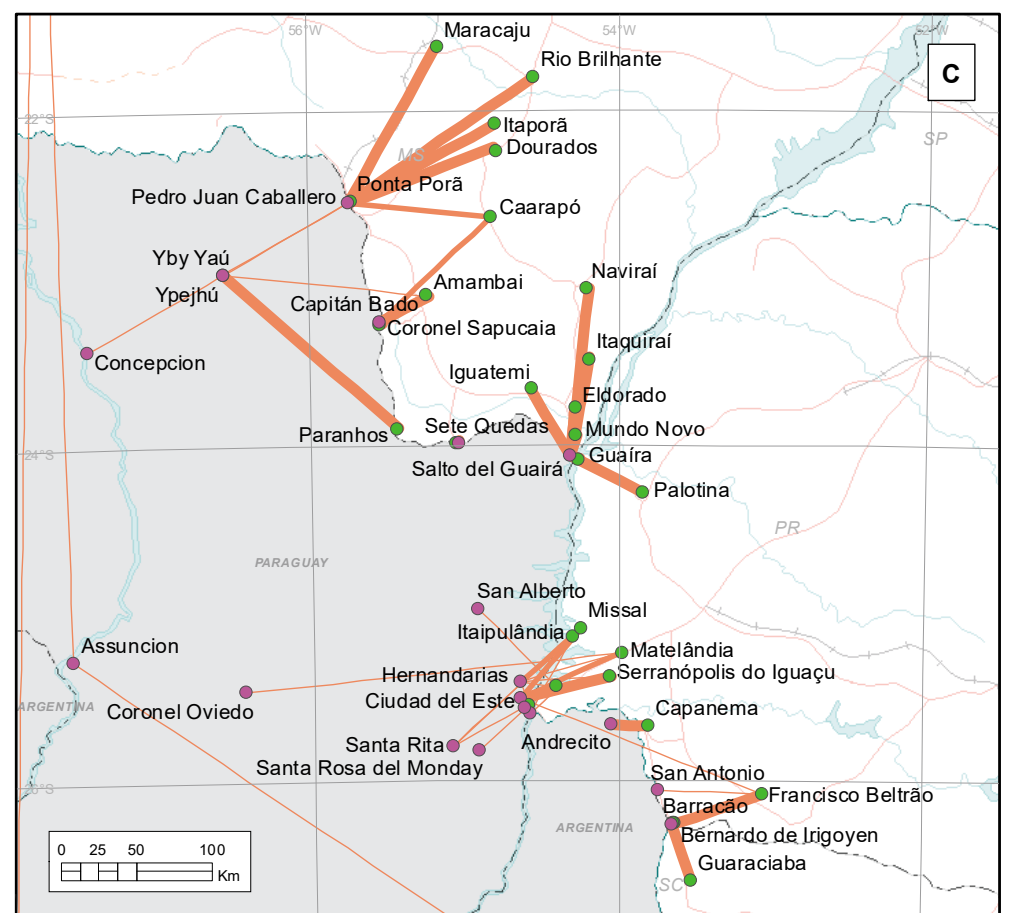 Maracaju
56°W
54°W
52°W
C
Rio Brilhante
22°S
Itaporã
Dourados
MS
SP
Ponta Porã
Pedro Juan Caballero
Caarapó
Yby Yaú
Naviraí
Amambai
Ypejhú
Capitán Bado
Coronel Sapucaia
Itaquiraí
Concepcion
Iguatemi
Eldorado
Sete Quedas
Mundo Novo
Paranhos
24°S
Guaíra
Salto del Guairá
Palotina
PR
PARAGUAY
San Alberto
Missal
Itaipulândia
Assuncion
Matelândia
Hernandarias
Serranópolis do Iguaçu
Ciudad del Este
ARGENTINA
Coronel Oviedo
Capanema
Santa Rita
Andrecito
Santa Rosa del Monday
San Antonio
26°S
Francisco Beltrão
Barracão
ARGENTINA
Bernardo de Irigoyen
0 25 50 100
Km
Guaraciaba
SC